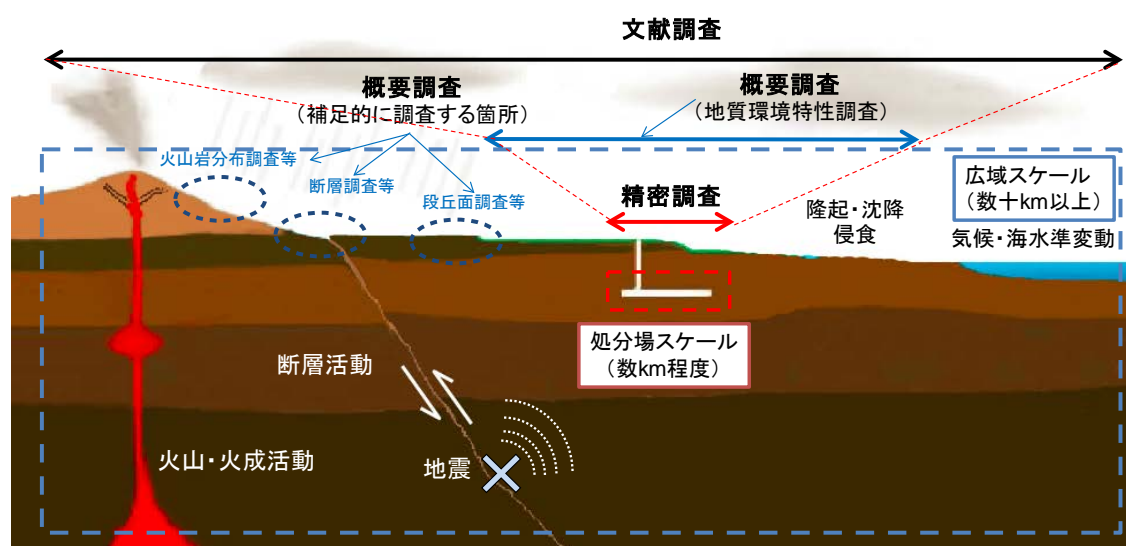 文献調査
概要調査
（補足的に調査する箇所）
概要調査
（地質環境特性調査）
火山岩分布調査等
断層調査等
段丘面調査等
精密調査
隆起・沈降
侵食
広域スケール
（数十km以上）
気候・海水準変動
処分場スケール
（数km程度）
断層活動
火山・火成活動
地震